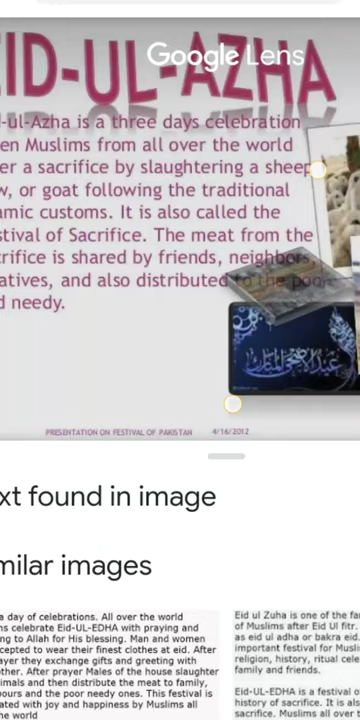 EID-UL-AZHA
Google Lens
-ul-Azha is a three days celebration
en Muslims from all over the world
er a sacrifice by slaughtering a sheep
w, or goat following the traditional
amic customs. It is also called the
stival of Sacrifice. The meat from the
rifice is shared by friends, neighbors,
atives, and also distributed to the poor
d needy.
عيد الأضحى المبارك
PRESENTATION ON FESTIVAL OF PAKISTAN 4/16/2012
xt found in image
milar images
a day of celebrations. All over the world
ns celebrate Eid-UL-EDHA with praying and
ng to Allah for His blessing. Man and women
cepted to wear their finest clothes at eid. After
ayer they exchange gifts and greeting with
ther. After prayer Males of the house slaughter
imals and then distribute the meat to family,
ours and the poor needy ones. This festival is
ated with joy and happiness by Muslims all
he world
Eid ul Zuha is one of the fa
of Muslims after Eid Ul fitr.
as eid ul adha or bakra eid.
important festival for Musli
religion, history, ritual cele
family and friends.
Eid-UL-EDHA is a festival o
history of sacrifice. It is a
sacrifice. Muslims all over t